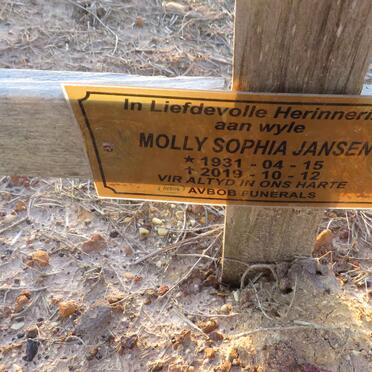 In Liefdevolle Herinnering
aan wyle
MOLLY SOPHIA JANSEN
★ 1931 - 04 - 15
✝ 2019 - 10 - 12
VIR ALTYD IN ONS HARTE
AVBOB FUNERALS